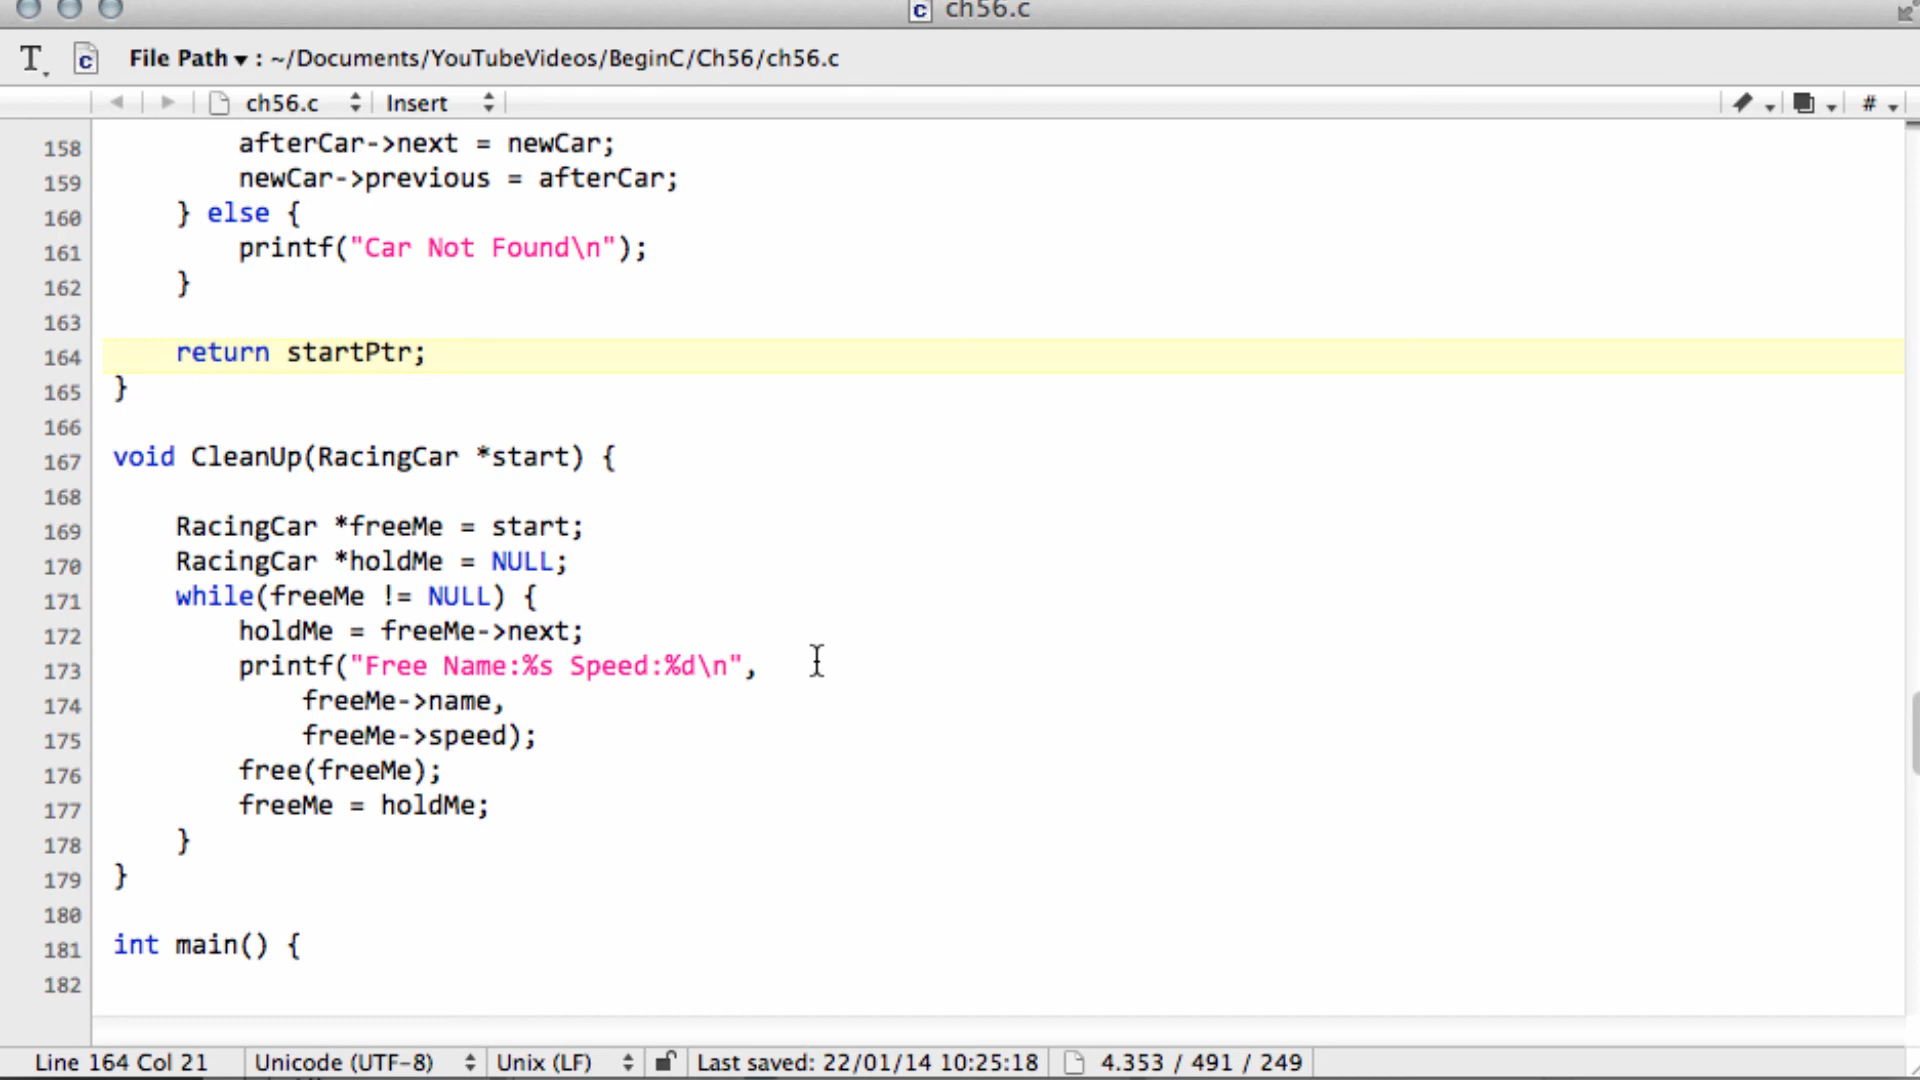 ch56.c
T File Path ▾ : ~/Documents/YouTubeVideos/BeginC/Ch56/ch56.c
ch56.c Insert #
158         afterCar->next = newCar;
159         newCar->previous = afterCar;
160     } else {
161         printf("Car Not Found\n");
162     }
163
164     return startPtr;
165 }
166
167 void CleanUp(RacingCar *start) {
168
169     RacingCar *freeMe = start;
170     RacingCar *holdMe = NULL;
171     while(freeMe != NULL) {
172         holdMe = freeMe->next;
173         printf("Free Name:%s Speed:%d\n",
174             freeMe->name,
175             freeMe->speed);
176         free(freeMe);
177         freeMe = holdMe;
178     }
179 }
180
181 int main() {
182
Line 164 Col 21 Unicode (UTF-8) Unix (LF) Last saved: 22/01/14 10:25:18 4.353 / 491 / 249